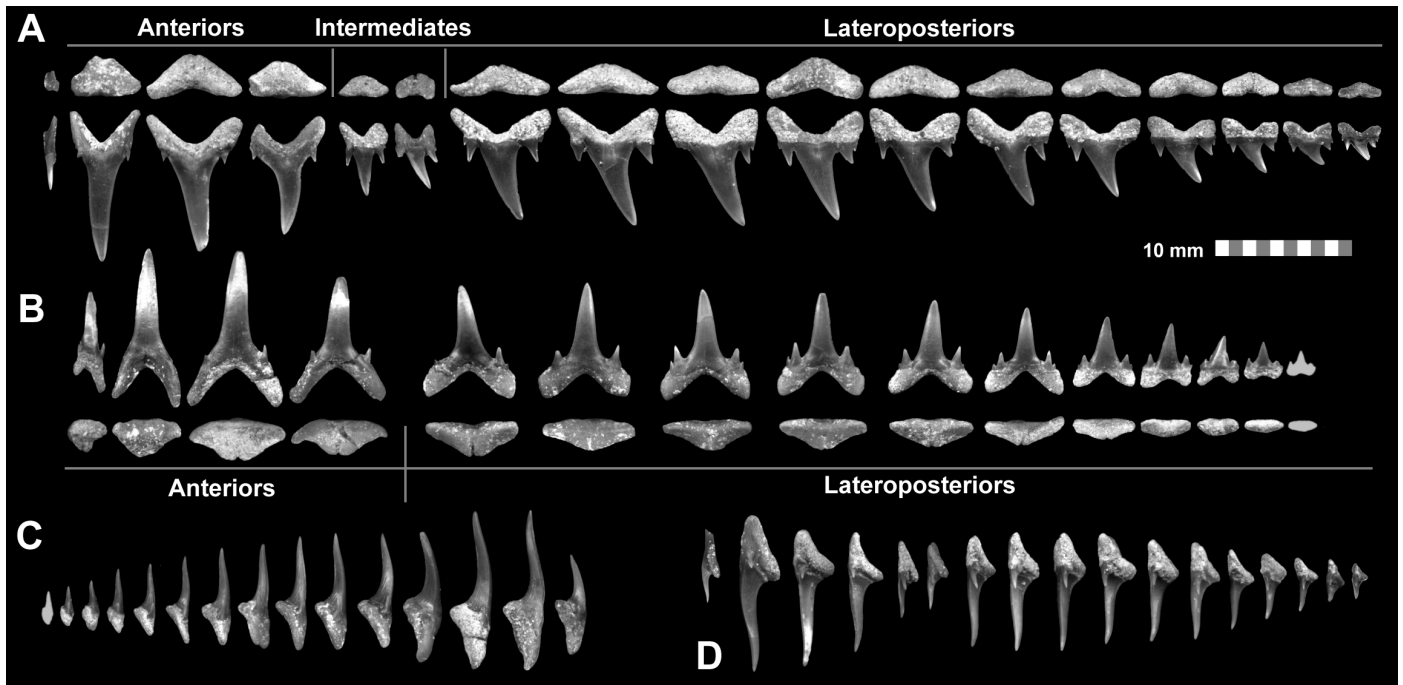 A
Anteriors
Intermediates
Lateroposteriors
10 mm
B
Anteriors
Lateroposteriors
C
D